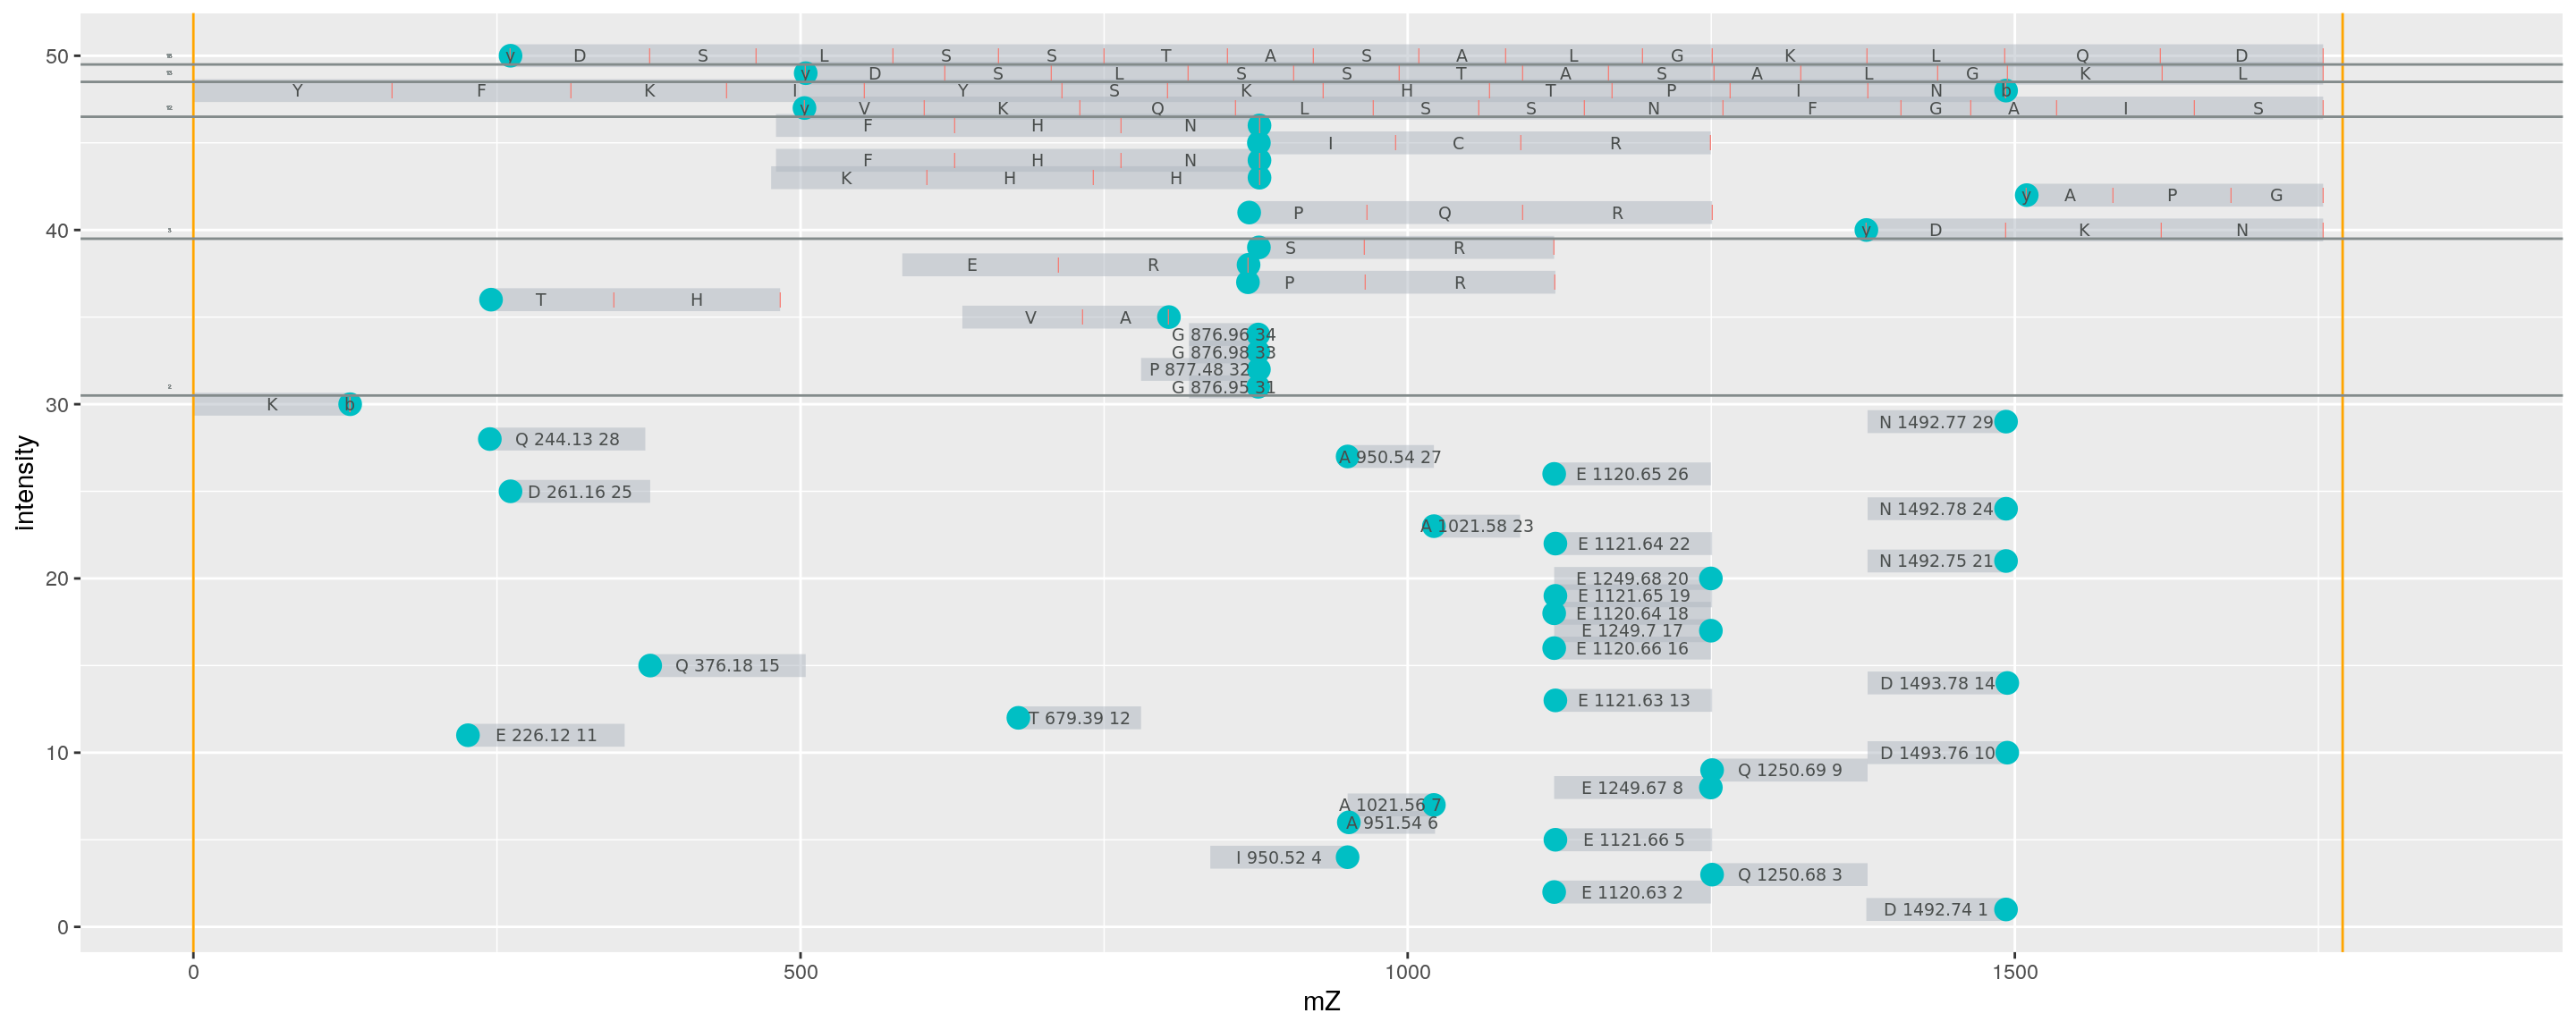 50 y D S L S S T A S A L G K L Q D
y D S L S S T A S A L G K L
Y F K I Y S K H T P I N b
y V K Q L S S N F G A I S
F H N
I C R
F H N
K H H
y A P G
P Q R
40 y D K N
S R
E R
P R
T H
V A
G 876.96 34
G 876.98 33
P 877.48 32
G 876.95 31
30 K b
N 1492.77 29
Q 244.13 28
A 950.54 27
E 1120.65 26
D 261.16 25
N 1492.78 24
A 1021.58 23
E 1121.64 22
N 1492.75 21
20 E 1249.68 20
E 1121.65 19
E 1120.64 18
E 1249.7 17
E 1120.66 16
Q 376.18 15
D 1493.78 14
E 1121.63 13
T 679.39 12
E 226.12 11
10 D 1493.76 10
Q 1250.69 9
E 1249.67 8
A 1021.56 7
A 951.54 6
E 1121.66 5
I 950.52 4
Q 1250.68 3
E 1120.63 2
D 1492.74 1
0
0 500 1000 1500
mZ
intensity